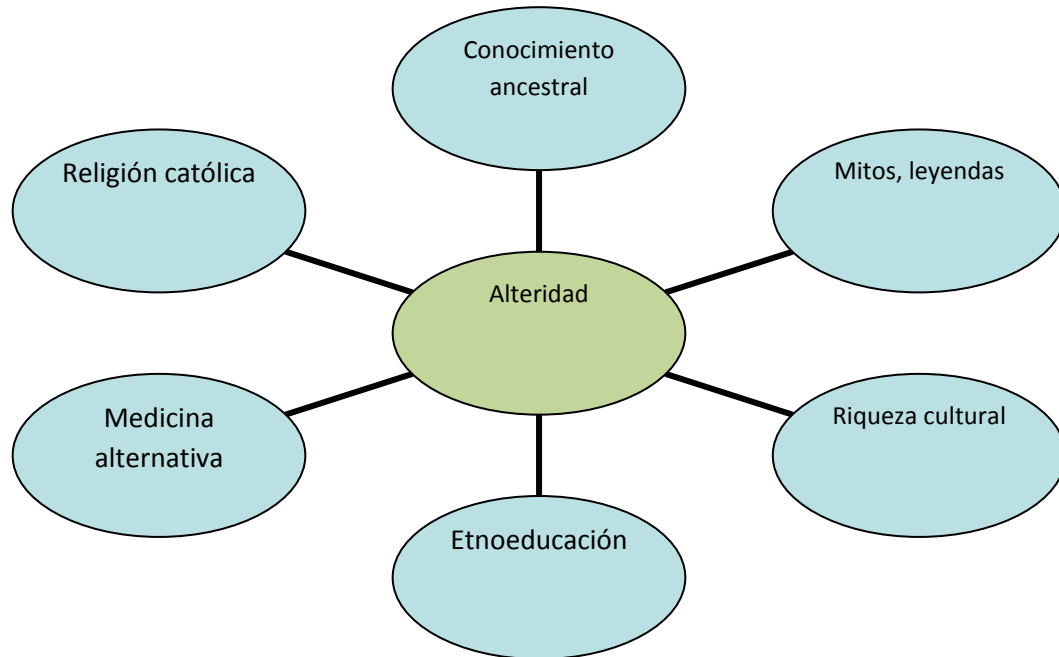 Conocimiento
ancestral
Religión católica
Mitos, leyendas
Alteridad
Medicina
alternativa
Riqueza cultural
Etnoeducación